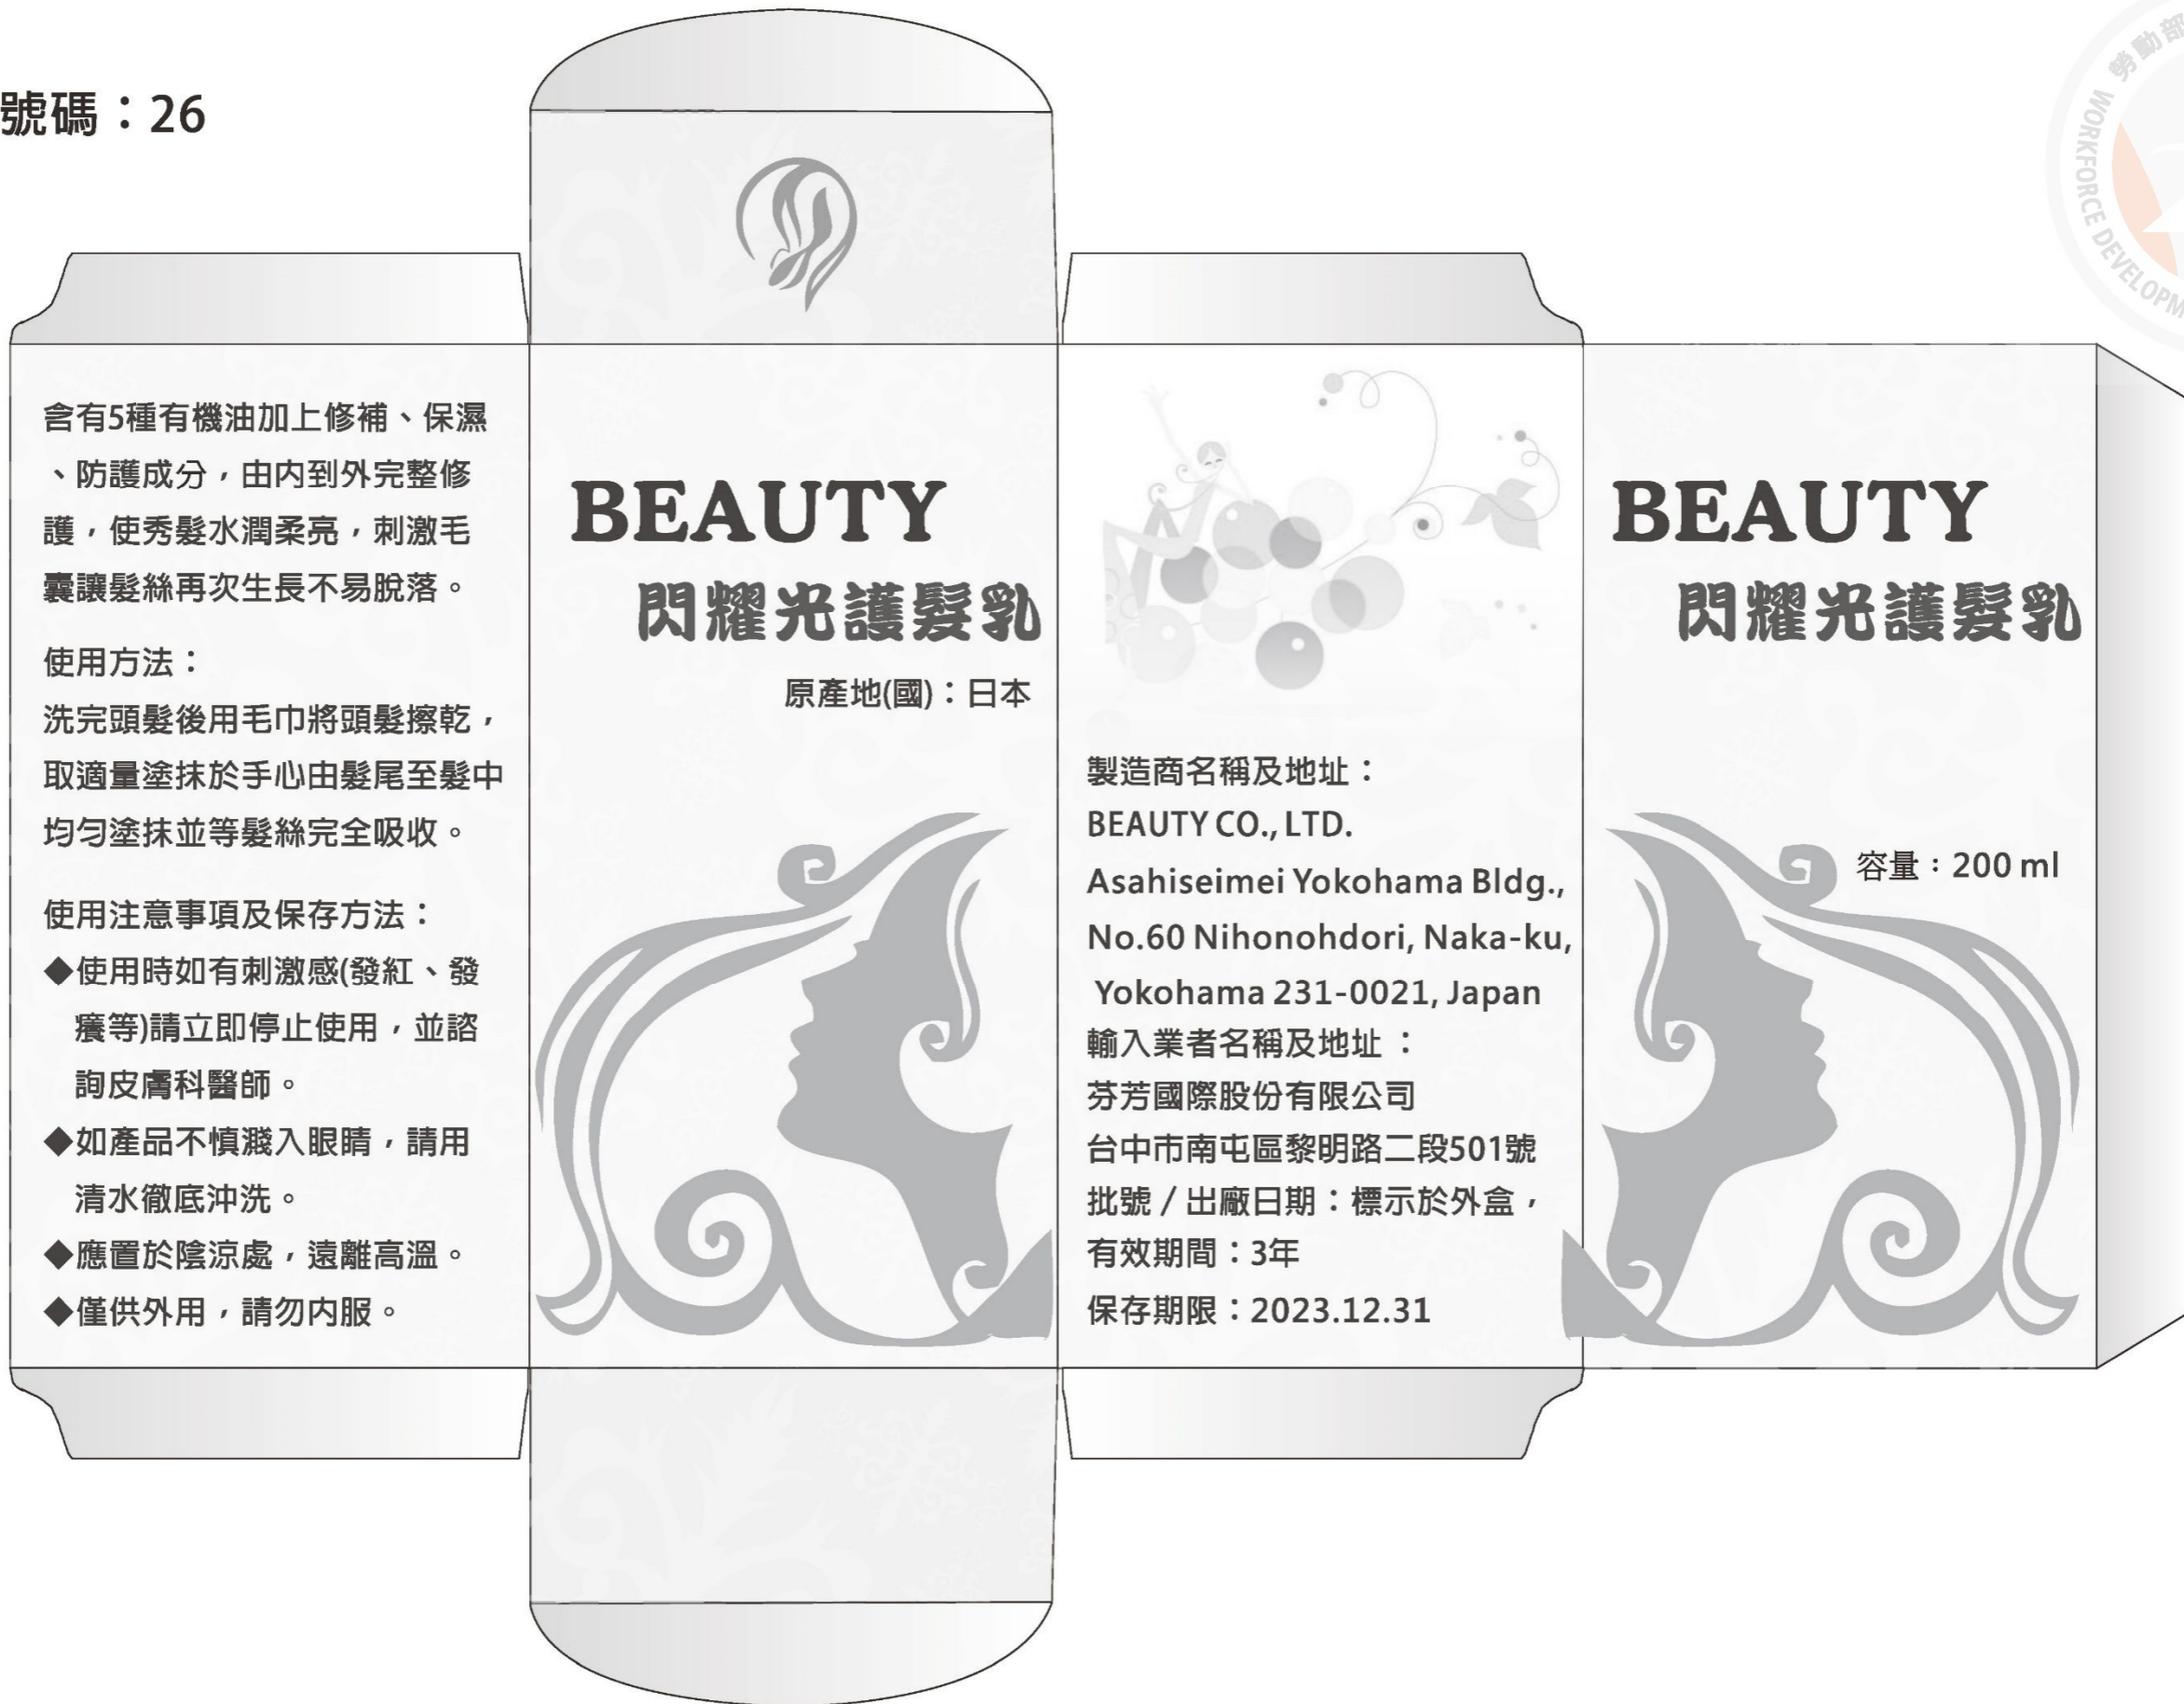 號碼：26
含有5種有機油加上修補、保濕
、防護成分，由内到外完整修
護，使秀髮水潤柔亮，刺激毛
囊讓髮絲再次生長不易脫落。
使用方法：
洗完頭髮後用毛巾將頭髮擦乾，
取適量塗抹於手心由髮尾至髮中
均勻塗抹並等髮絲完全吸收。
使用注意事項及保存方法：
◆使用時如有刺激感(發紅、發
癢等)請立即停止使用，並諮
詢皮膚科醫師。
◆如產品不慎濺入眼睛，請用
清水徹底沖洗。
◆應置於陰涼處，遠離高溫。
◆僅供外用，請勿内服。
BEAUTY
閃耀光護髮乳
原產地(國)：日本
製造商名稱及地址：
BEAUTY CO., LTD.
Asahiseimei Yokohama Bldg.,
No.60 Nihonohdori, Naka-ku,
Yokohama 231-0021, Japan
輸入業者名稱及地址：
芬芳國際股份有限公司
台中市南屯區黎明路二段501號
批號／出廠日期：標示於外盒，
有效期間：3年
保存期限：2023.12.31
BEAUTY
閃耀光護髮乳
容量：200 ml
勞動部
WORKFORCE